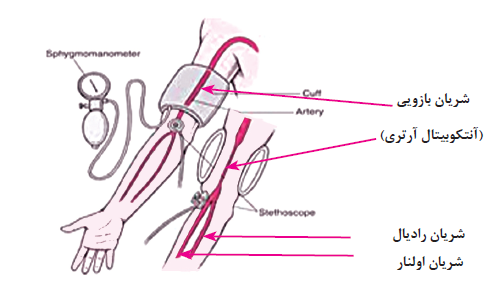 Sphygmomanometer
Cuff
Artery
Stethoscope
شریان بازویی
(آنتکوبیتال آرتری)
شریان رادیال
شریان اولنار